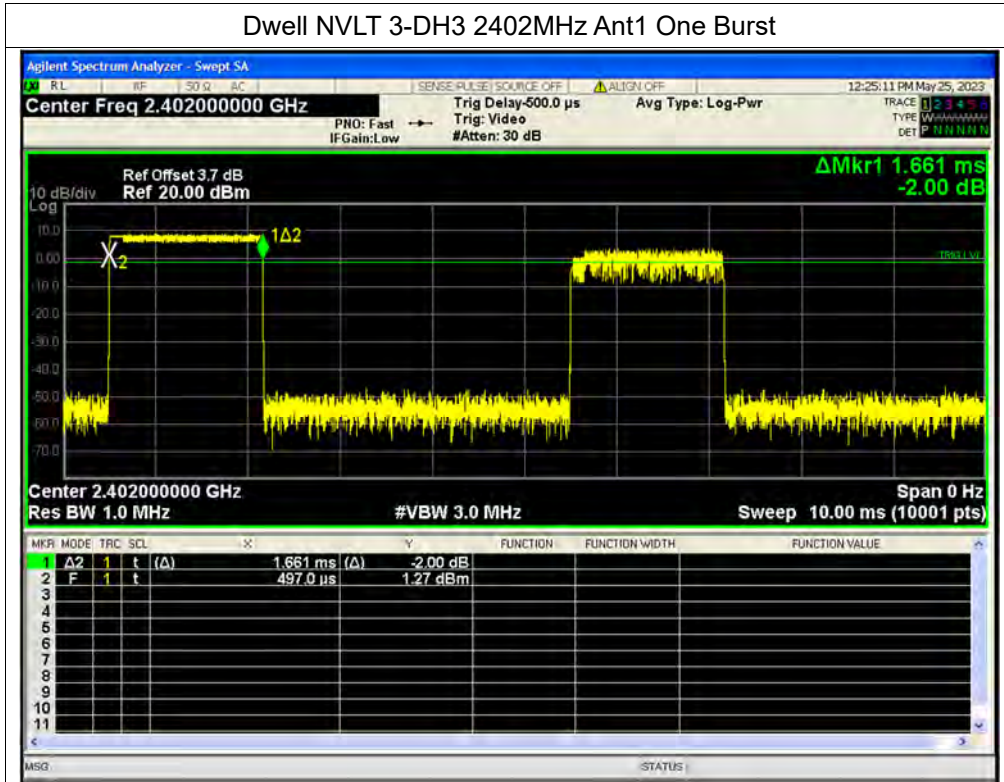 Dwell NVLT 3-DH3 2402MHz Ant1 One Burst
Agilent Spectrum Analyzer - Swept SA
LXI RL RF 50 Ω AC SENSE:PULSE SOURCE OFF ALIGN OFF 12:25:11 PM May 25, 2023
Center Freq 2.402000000 GHz Trig Delay-500.0 µs Avg Type: Log-Pwr TRACE 1 2 3 4 5 6
PNO: Fast Trig: Video TYPE W
IFGain:Low #Atten: 30 dB DET P N N N N N
ΔMkr1 1.661 ms
-2.00 dB
Ref Offset 3.7 dB
10 dB/div Ref 20.00 dBm
Log
10.0
1Δ2
2
0.00
TRIG LVL
-10.0
-20.0
-30.0
-40.0
-50.0
-60.0
-70.0
Center 2.402000000 GHz Span 0 Hz
Res BW 1.0 MHz #VBW 3.0 MHz Sweep 10.00 ms (10001 pts)
MKR MODE TRC SCL X Y FUNCTION FUNCTION WIDTH FUNCTION VALUE
1 Δ2 1 t (Δ) 1.661 ms (Δ) -2.00 dB
2 F 1 t 497.0 µs 1.27 dBm
3
4
5
6
7
8
9
10
11
MSG STATUS